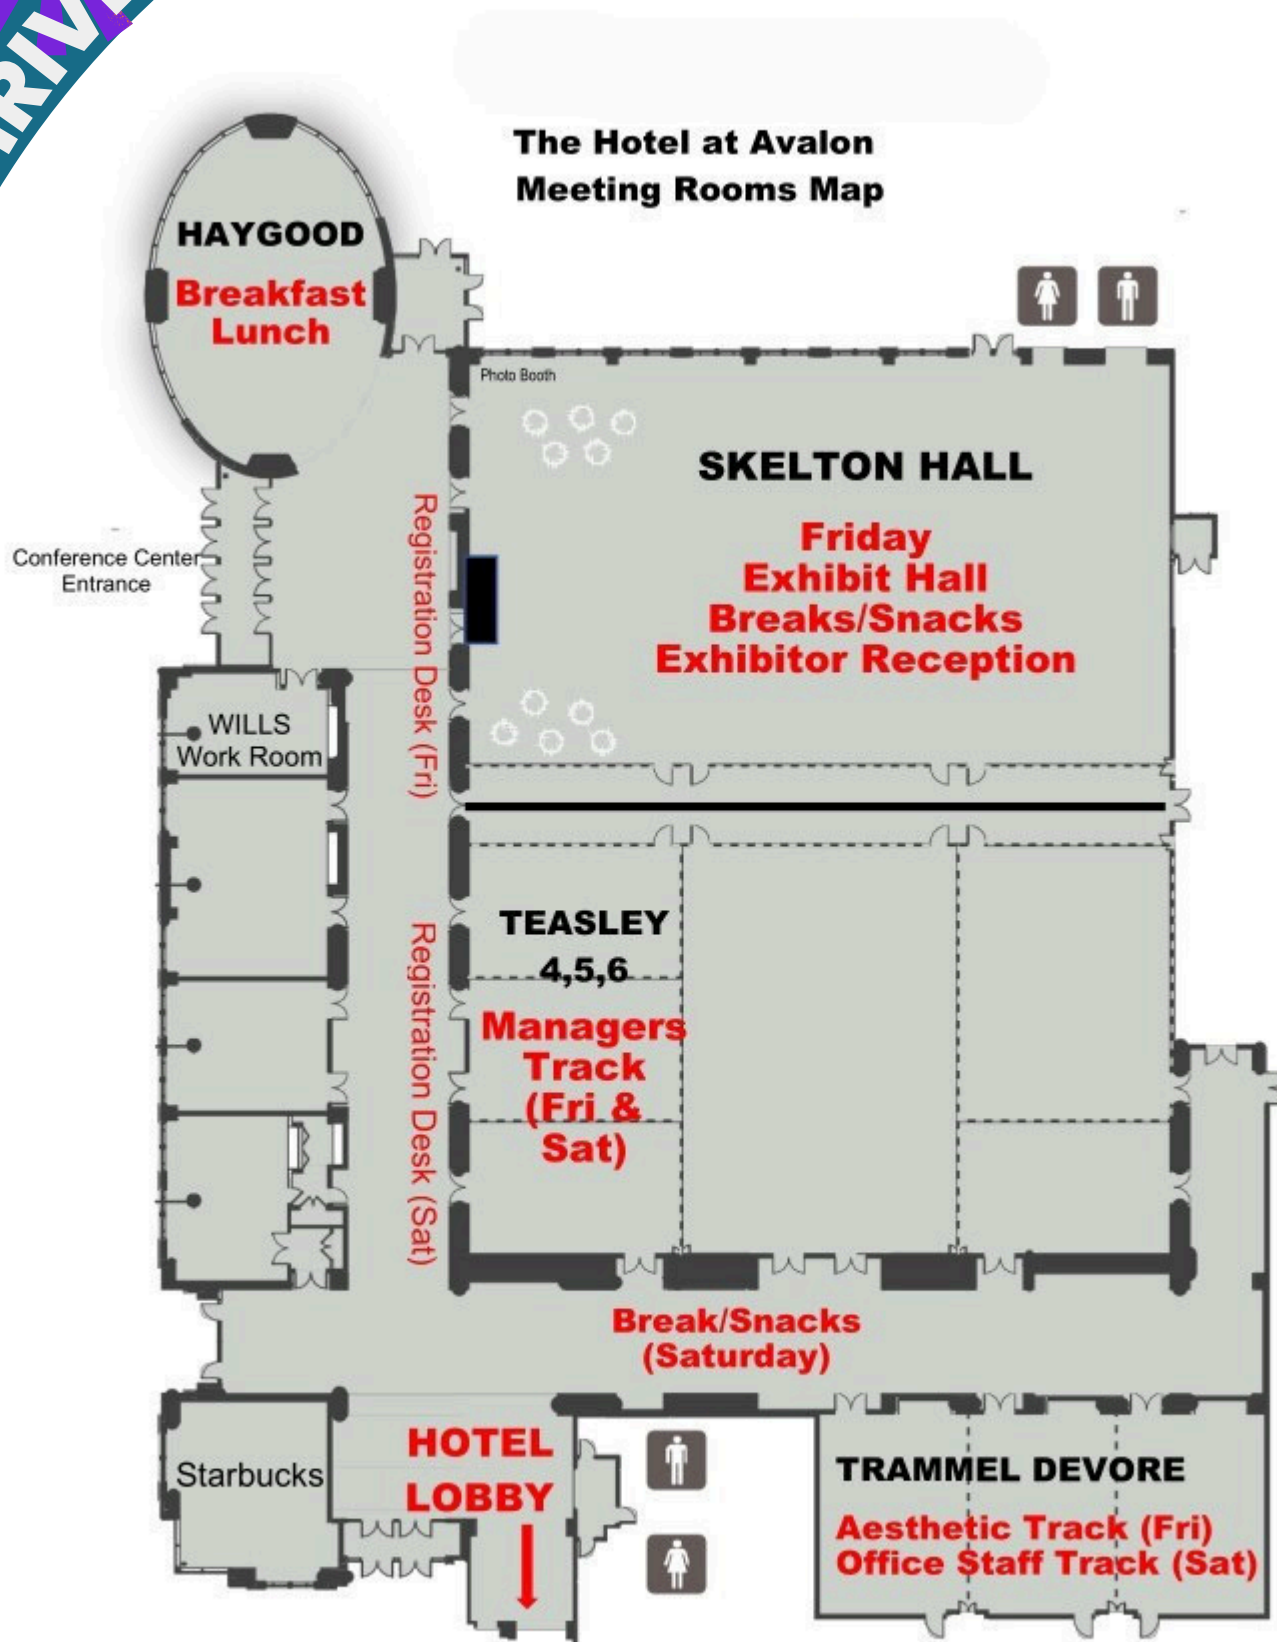 The Hotel at Avalon
Meeting Rooms Map
HAYGOOD
Breakfast
Lunch
Photo Booth
SKELTON HALL
Friday
Exhibit Hall
Breaks/Snacks
Exhibitor Reception
Conference Center
Entrance
Registration Desk (Fri)
WILLS
Work Room
TEASLEY
4,5,6
Managers
Track
(Fri &
Sat)
Registration Desk (Sat)
Break/Snacks
(Saturday)
Starbucks
HOTEL
LOBBY
TRAMMEL DEVORE
Aesthetic Track (Fri)
Office Staff Track (Sat)